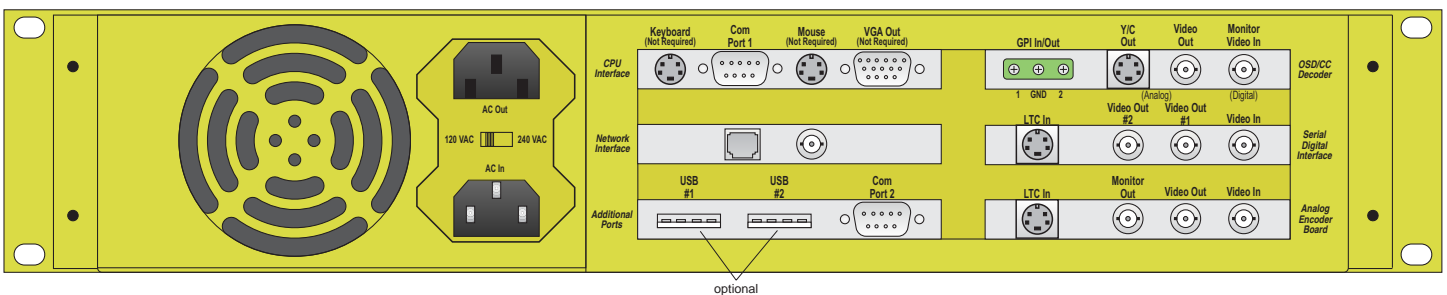 AC Out
120 VAC
240 VAC
AC In
Keyboard
(Not Required)
Com
Port 1
Mouse
(Not Required)
VGA Out
(Not Required)
CPU
Interface
GPI In/Out
Y/C
Out
Video
Out
Monitor
Video In
OSD/CC
Decoder
1 GND 2
(Analog)
(Digital)
Network
Interface
LTC In
Video Out
#2
Video Out
#1
Video In
Serial
Digital
Interface
USB
#1
USB
#2
Com
Port 2
Additional
Ports
LTC In
Monitor
Out
Video Out
Video In
Analog
Encoder
Board
optional